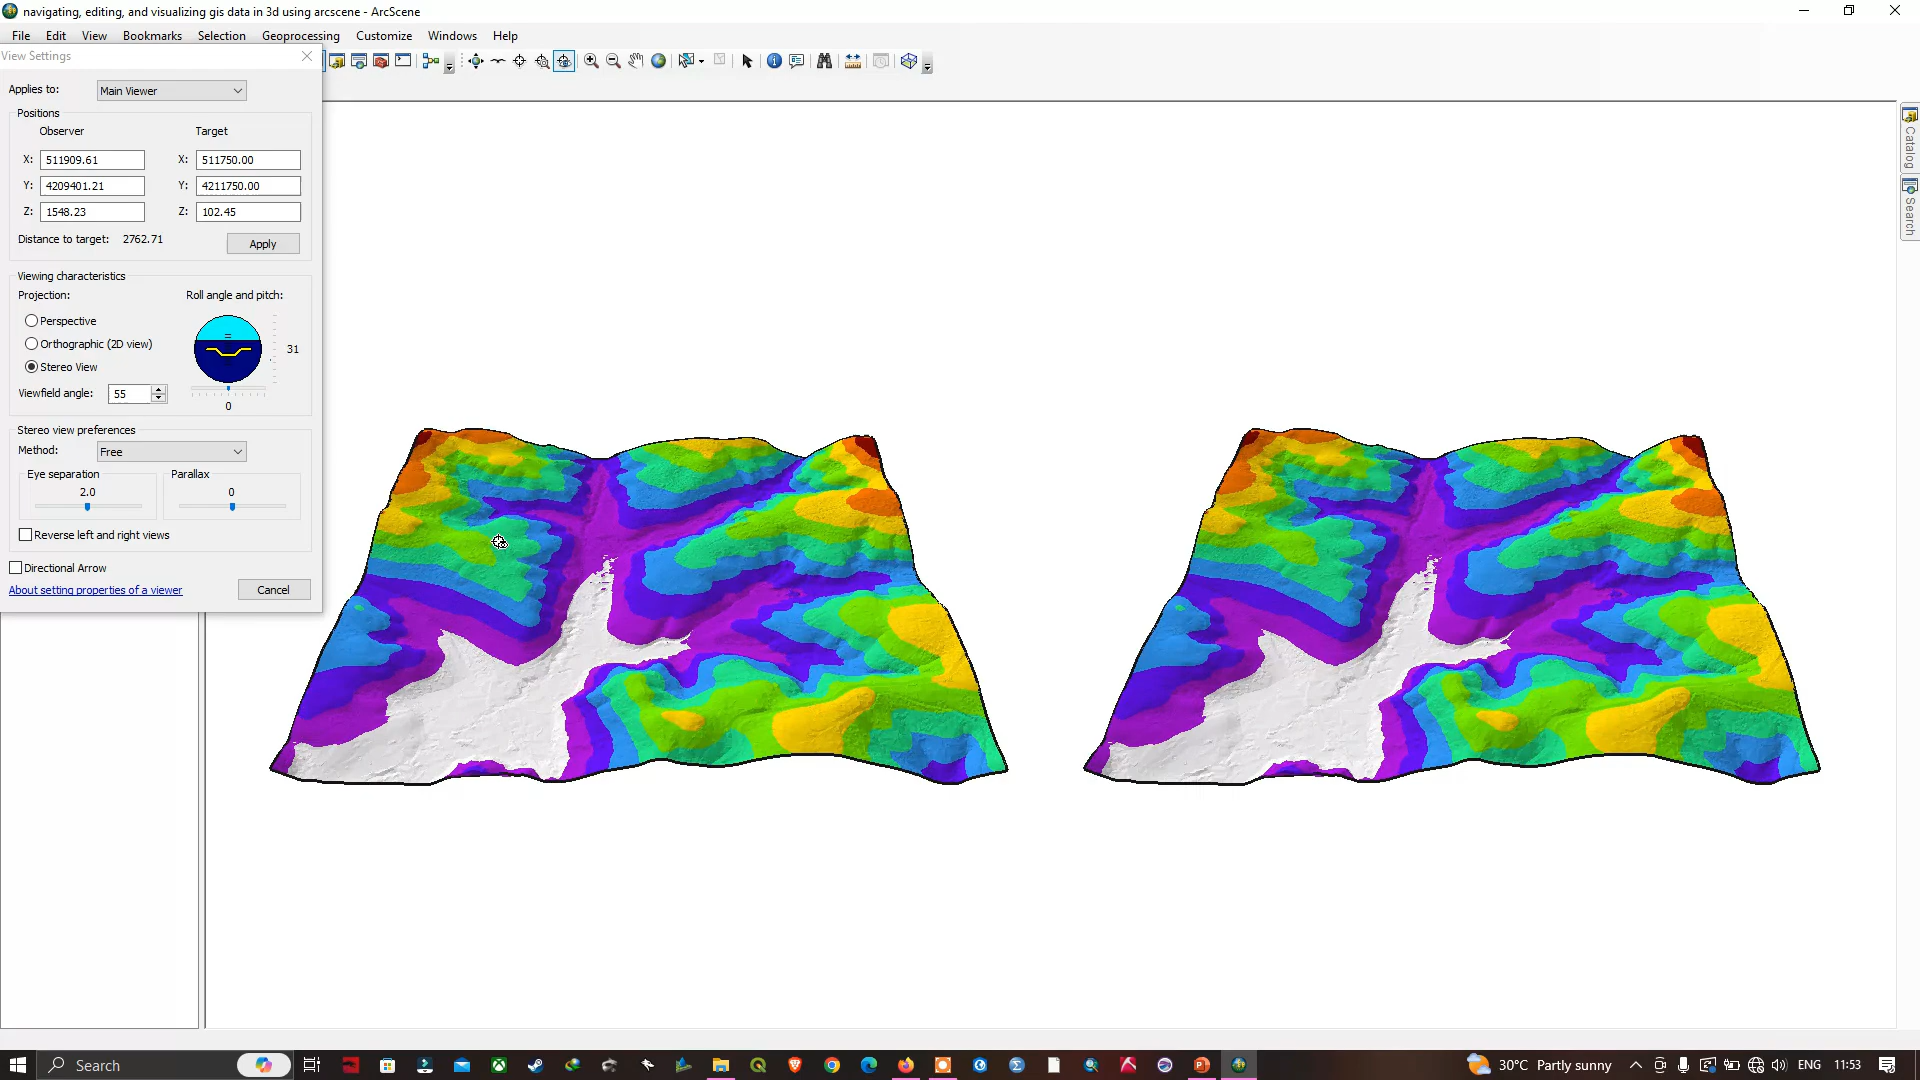 navigating, editing, and visualizing gis data in 3d using arcscene - ArcScene
File Edit View Bookmarks Selection Geoprocessing Customize Windows Help
View Settings
Applies to: Main Viewer
Positions
Observer Target
X: 511909.61 X: 511750.00
Y: 4209401.21 Y: 4211750.00
Z: 1548.23 Z: 102.45
Distance to target: 2762.71
Apply
Viewing characteristics
Projection: Roll angle and pitch:
Perspective
Orthographic (2D view)
31
Stereo View
Viewfield angle: 55
0
Stereo view preferences
Method: Free
Eye separation Parallax
2.0 0
Reverse left and right views
Directional Arrow
About setting properties of a viewer Cancel
Catalog
Search
Search
30°C Partly sunny ENG 11:53